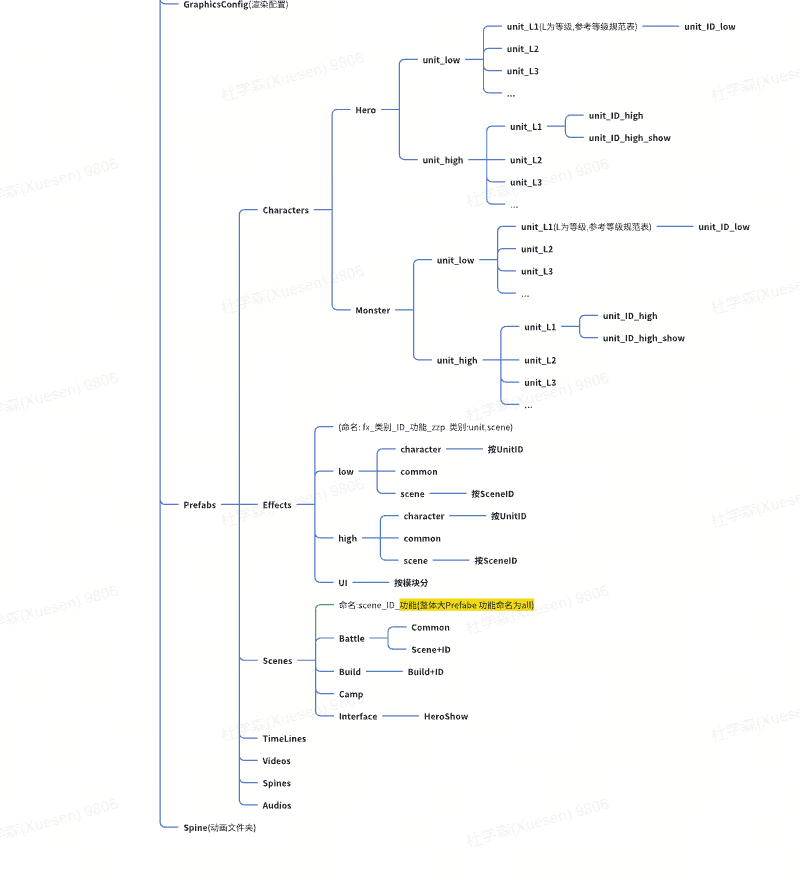 GraphicsConfig(渲染配置)
unit_L1(L为等级,参考等级规范表)
unit_ID_low
unit_low
unit_L2
unit_L3
...
Hero
unit_L1
unit_ID_high
unit_ID_high_show
unit_high
unit_L2
unit_L3
...
Characters
unit_L1(L为等级,参考等级规范表)
unit_ID_low
unit_low
unit_L2
unit_L3
...
Monster
unit_L1
unit_ID_high
unit_ID_high_show
unit_high
unit_L2
unit_L3
...
(命名: fx_类别_ID_功能_zzp 类别:unit,scene)
character
按UnitID
low
common
scene
按SceneID
Prefabs
Effects
character
按UnitID
high
common
scene
按SceneID
UI
按模块分
命名:scene_ID_功能(整体大Prefabe 功能命名为all)
Common
Battle
Scene+ID
Scenes
Build
Build+ID
Camp
Interface
HeroShow
TimeLines
Videos
Spines
Audios
Spine(动画文件夹)
杜学霖(Xuesen) 9806